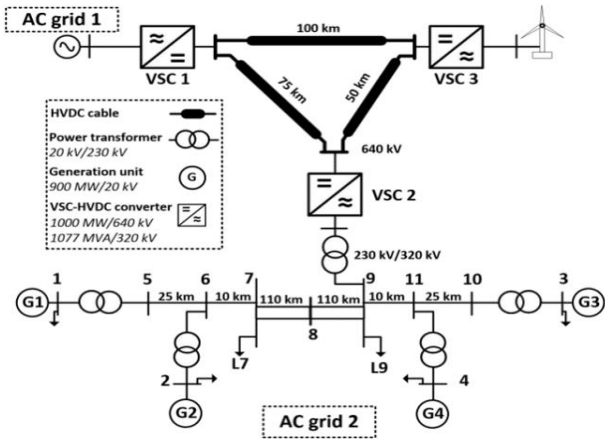 AC grid 1
100 km
VSC 1
VSC 3
75 km
50 km
HVDC cable
Power transformer
20 kV/230 kV
Generation unit
900 MW/20 kV
G
VSC-HVDC converter
1000 MW/640 kV
1077 MVA/320 kV
640 kV
VSC 2
230 kV/320 kV
1
5
6
7
9
11
10
3
G1
25 km
10 km
110 km
110 km
10 km
25 km
G3
8
L7
L9
2
4
G2
G4
AC grid 2